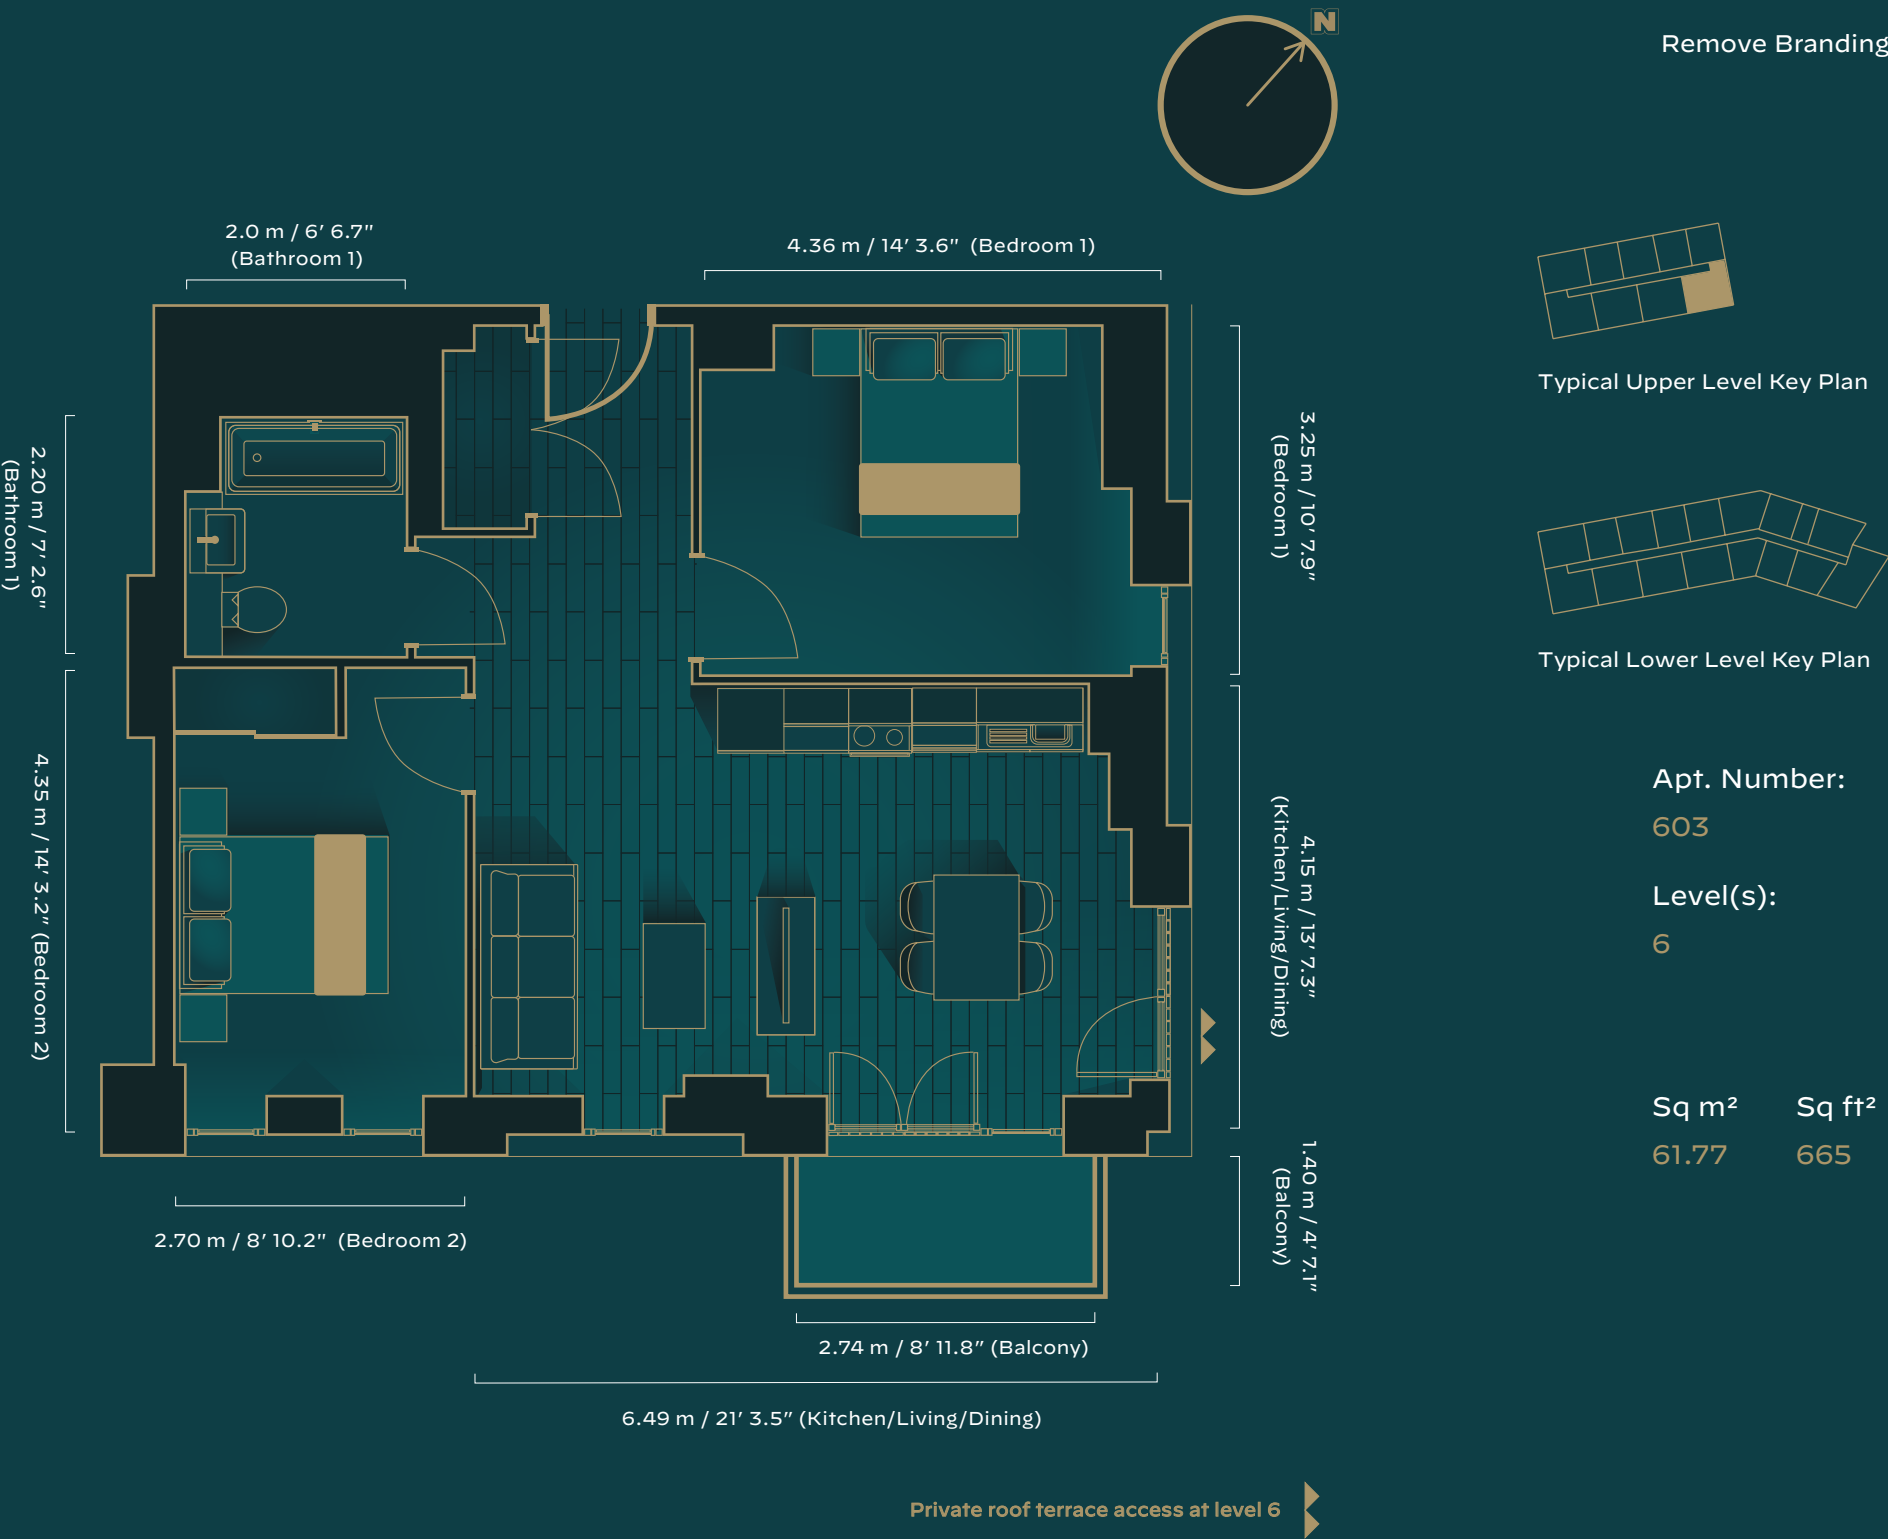 N
Remove Branding
2.0 m / 6′ 6.7″
(Bathroom 1)
4.36 m / 14′ 3.6″ (Bedroom 1)
2.20 m / 7′ 2.6″
(Bathroom 1)
3.25 m / 10′ 7.9″
(Bedroom 1)
Typical Upper Level Key Plan
Typical Lower Level Key Plan
4.35 m / 14′ 3.2″ (Bedroom 2)
4.15 m / 13′ 7.3″
(Kitchen/Living/Dining)
Apt. Number:
603
Level(s):
6
Sq m² Sq ft²
61.77 665
1.40 m / 4′ 7.1″
(Balcony)
2.70 m / 8′ 10.2″ (Bedroom 2)
2.74 m / 8′ 11.8″ (Balcony)
6.49 m / 21′ 3.5″ (Kitchen/Living/Dining)
Private roof terrace access at level 6